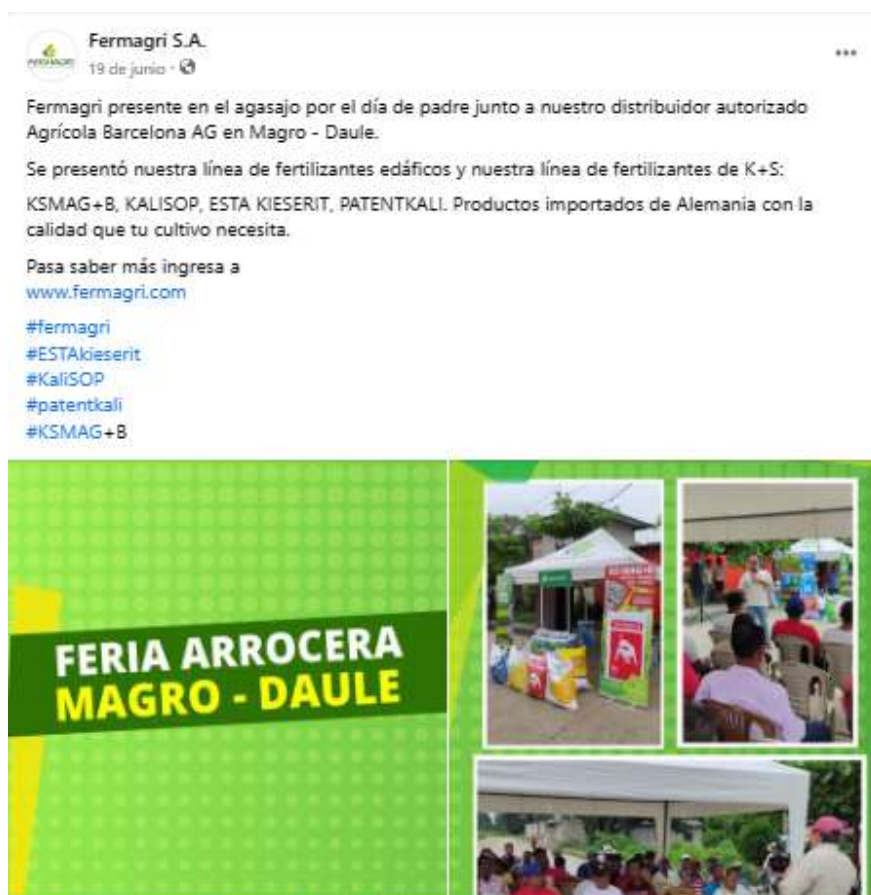 Fermagri S.A.
19 de junio ·
Fermagri presente en el agasajo por el día de padre junto a nuestro distribuidor autorizado
Agrícola Barcelona AG en Magro - Daule.
Se presentó nuestra línea de fertilizantes edáficos y nuestra línea de fertilizantes de K+S:
KSMAG+B, KALISOP, ESTA KIESERIT, PATENTKALI. Productos importados de Alemania con la
calidad que tu cultivo necesita.
Pasa saber más ingresa a
www.fermagri.com
#fermagri
#ESTAkieserit
#KaliSOP
#patentkali
#KSMAG+B
FERIA ARROCERA
MAGRO - DAULE